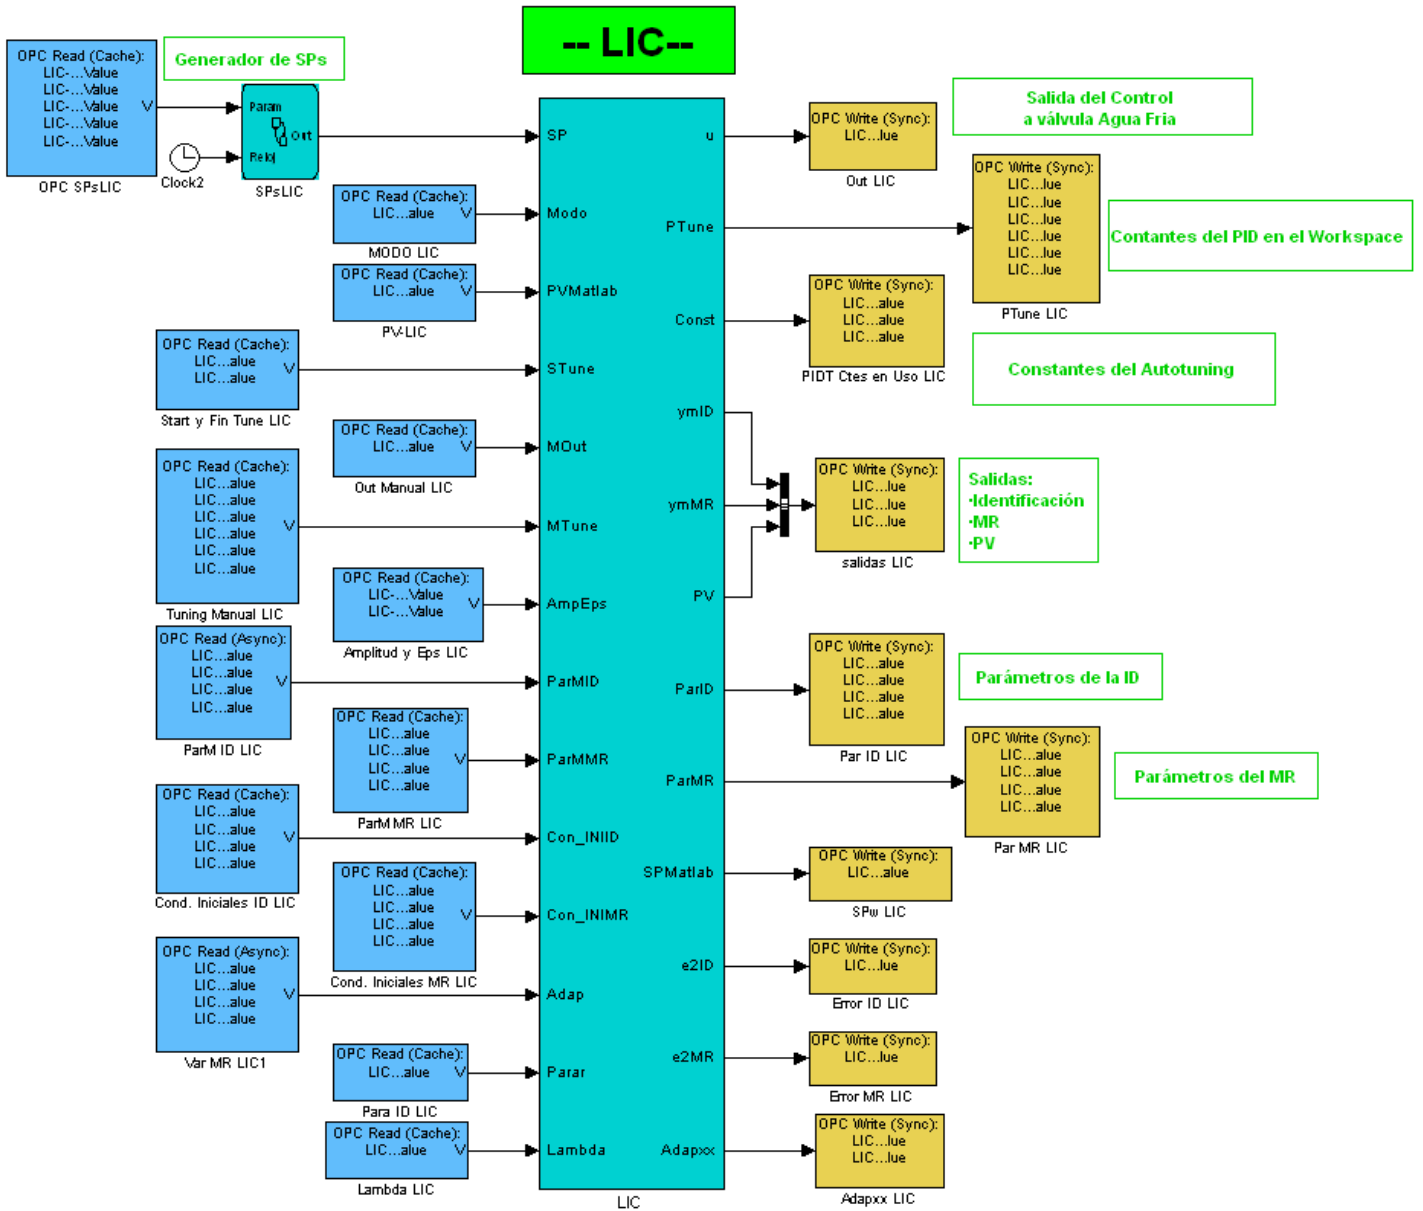 -- LIC--
OPC Read (Cache):
LIC-...Value
LIC-...Value
LIC-...Value
LIC-...Value
LIC-...Value
V
OPC SPsLIC
Generador de SPs
Param
Reloj
Out
SPsLIC
Clock2
OPC Read (Cache):
LIC...alue
V
MODO LIC
OPC Read (Cache):
LIC...alue
V
PV-LIC
OPC Read (Cache):
LIC...alue
LIC...alue
V
Start y Fin Tune LIC
OPC Read (Cache):
LIC...alue
V
Out Manual LIC
OPC Read (Cache):
LIC...alue
LIC...alue
LIC...alue
LIC...alue
LIC...alue
LIC...alue
V
Tuning Manual LIC
OPC Read (Cache):
LIC-...Value
LIC-...Value
V
Amplitud y Eps LIC
OPC Read (Async):
LIC...alue
LIC...alue
LIC...alue
LIC...alue
V
ParM ID LIC
OPC Read (Cache):
LIC...alue
LIC...alue
LIC...alue
LIC...alue
V
ParM MR LIC
OPC Read (Cache):
LIC...alue
LIC...alue
LIC...alue
LIC...alue
V
Cond. Iniciales ID LIC
OPC Read (Cache):
LIC...alue
LIC...alue
LIC...alue
LIC...alue
V
Cond. Iniciales MR LIC
OPC Read (Async):
LIC...alue
LIC...alue
LIC...alue
LIC...alue
V
Var MR LIC1
OPC Read (Cache):
LIC...alue
V
Para ID LIC
OPC Read (Cache):
LIC...alue
V
Lambda LIC
SP
Modo
PVMatlab
STune
MOut
MTune
AmpEps
ParMID
ParMMR
Con_INIID
Con_INIMR
Adap
Parar
Lambda
u
PTune
Const
ymID
ymMR
PV
ParID
ParMR
SPMatlab
e2ID
e2MR
Adapxx
LIC
OPC Write (Sync):
LIC...lue
Out LIC
Salida del Control
a válvula Agua Fria
OPC Write (Sync):
LIC...lue
LIC...lue
LIC...lue
LIC...lue
LIC...lue
LIC...lue
PTune LIC
Contantes del PID en el Workspace
OPC Write (Sync):
LIC...alue
LIC...alue
LIC...alue
PIDT Ctes en Uso LIC
Constantes del Autotuning
OPC Write (Sync):
LIC...lue
LIC...lue
LIC...lue
salidas LIC
Salidas:
·Identificación
·MR
·PV
OPC Write (Sync):
LIC...alue
LIC...alue
LIC...alue
LIC...alue
Par ID LIC
Parámetros de la ID
OPC Write (Sync):
LIC...alue
LIC...alue
LIC...alue
LIC...alue
Par MR LIC
Parámetros del MR
OPC Write (Sync):
LIC...alue
SPw LIC
OPC Write (Sync):
LIC...lue
Error ID LIC
OPC Write (Sync):
LIC...lue
Error MR LIC
OPC Write (Sync):
LIC...lue
LIC...lue
Adapxx LIC